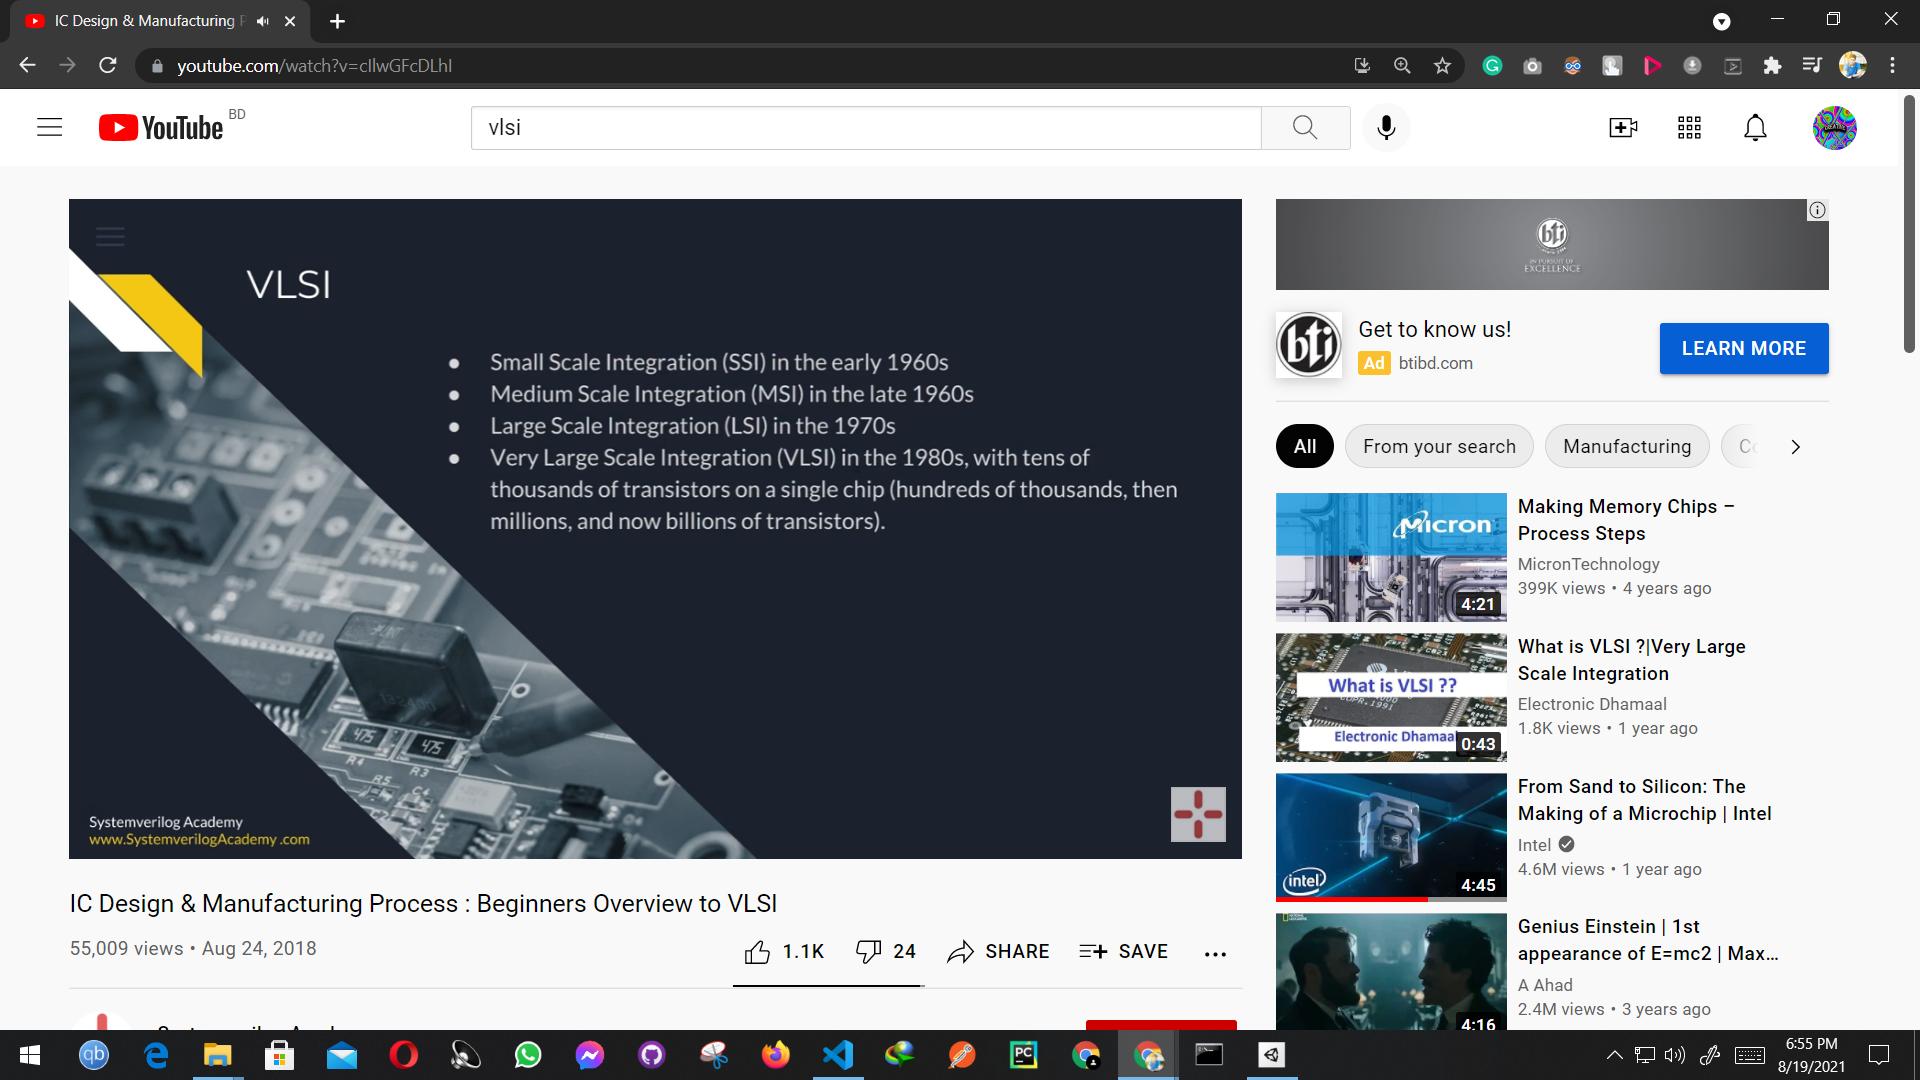 IC Design & Manufacturing P
youtube.com/watch?v=cIlwGFcDLhI
YouTube BD
vlsi
VLSI
Small Scale Integration (SSI) in the early 1960s
Medium Scale Integration (MSI) in the late 1960s
Large Scale Integration (LSI) in the 1970s
Very Large Scale Integration (VLSI) in the 1980s, with tens of
thousands of transistors on a single chip (hundreds of thousands, then
millions, and now billions of transistors).
475
475
R4
R3
R5
C4
Systemverilog Academy
www.SystemverilogAcademy .com
IC Design & Manufacturing Process : Beginners Overview to VLSI
55,009 views • Aug 24, 2018
1.1K
24
SHARE
SAVE
bti
IN PURSUIT OF
EXCELLENCE
bti
Get to know us!
Ad btibd.com
LEARN MORE
All
From your search
Manufacturing
Micron
4:21
Making Memory Chips –
Process Steps
MicronTechnology
399K views • 4 years ago
What is VLSI ??
Electronic Dhamaal
0:43
What is VLSI ?|Very Large
Scale Integration
Electronic Dhamaal
1.8K views • 1 year ago
intel
4:45
From Sand to Silicon: The
Making of a Microchip | Intel
Intel
4.6M views • 1 year ago
4:16
Genius Einstein | 1st
appearance of E=mc2 | Max...
A Ahad
2.4M views • 3 years ago
qb
PC
6:55 PM
8/19/2021